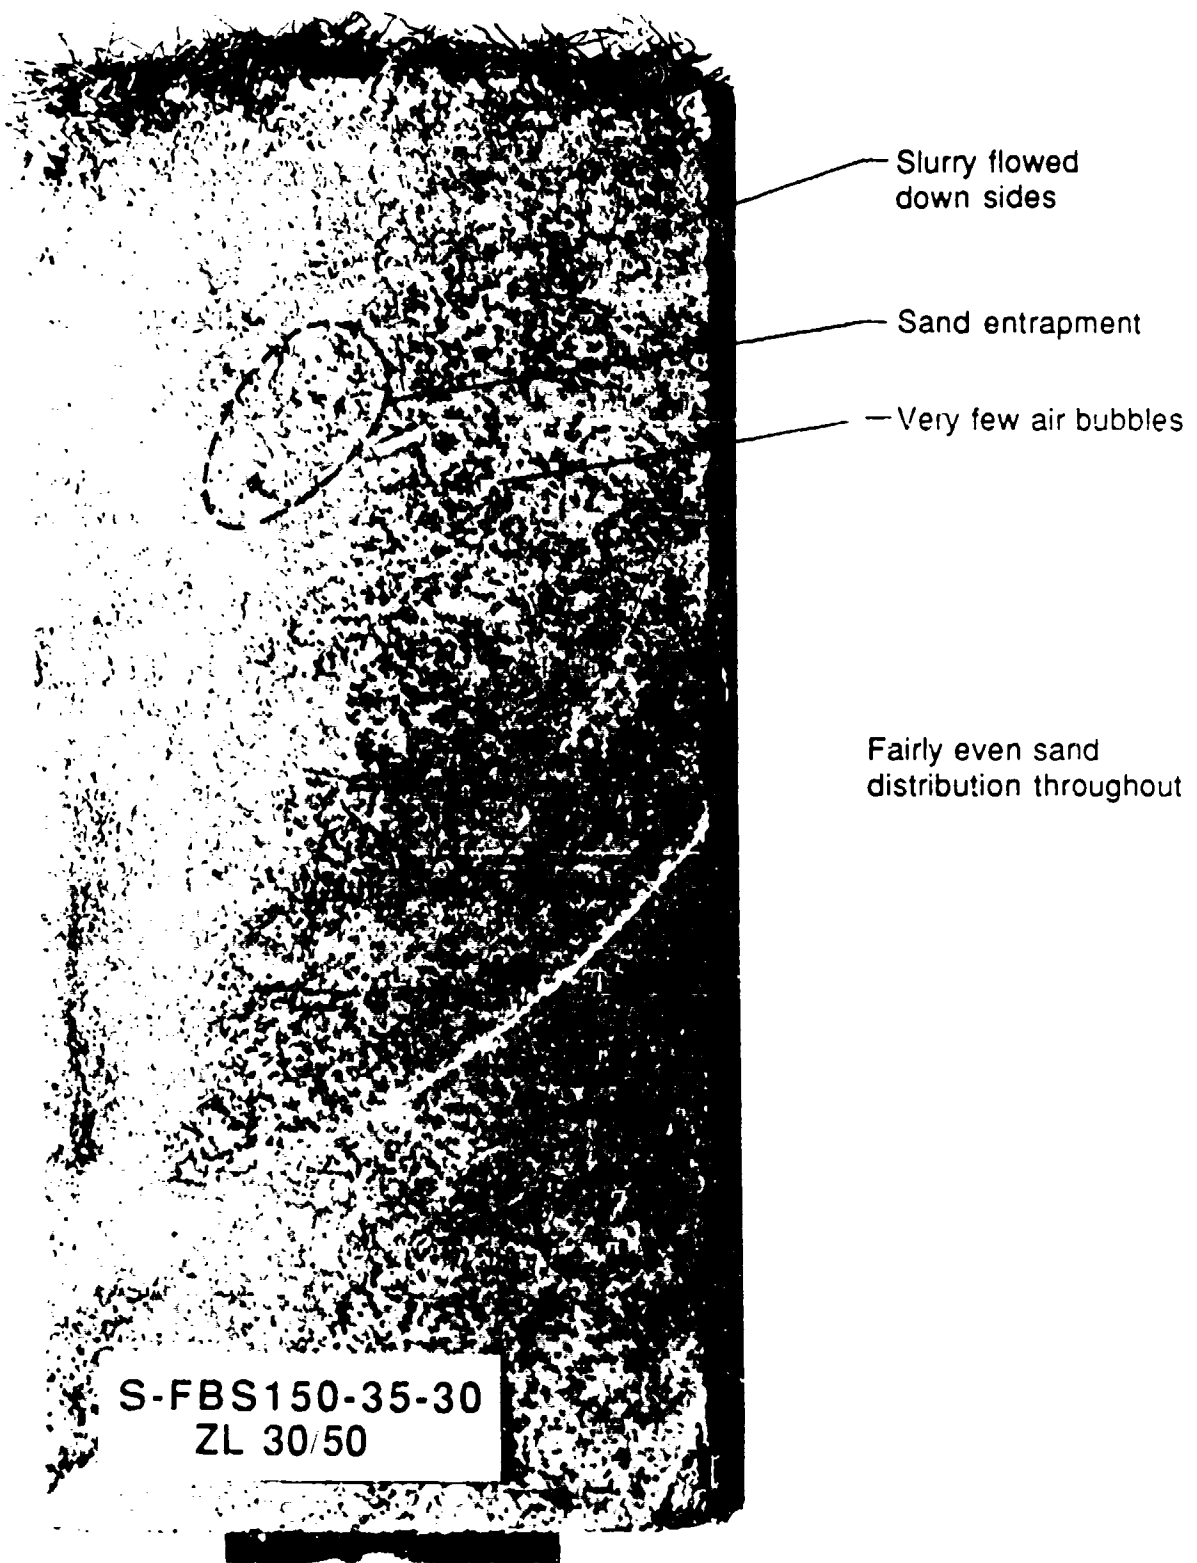 Slurry flowed
down sides
Sand entrapment
Very few air bubbles
Fairly even sand
distribution throughout
S-FBS150-35-30
ZL 30/50